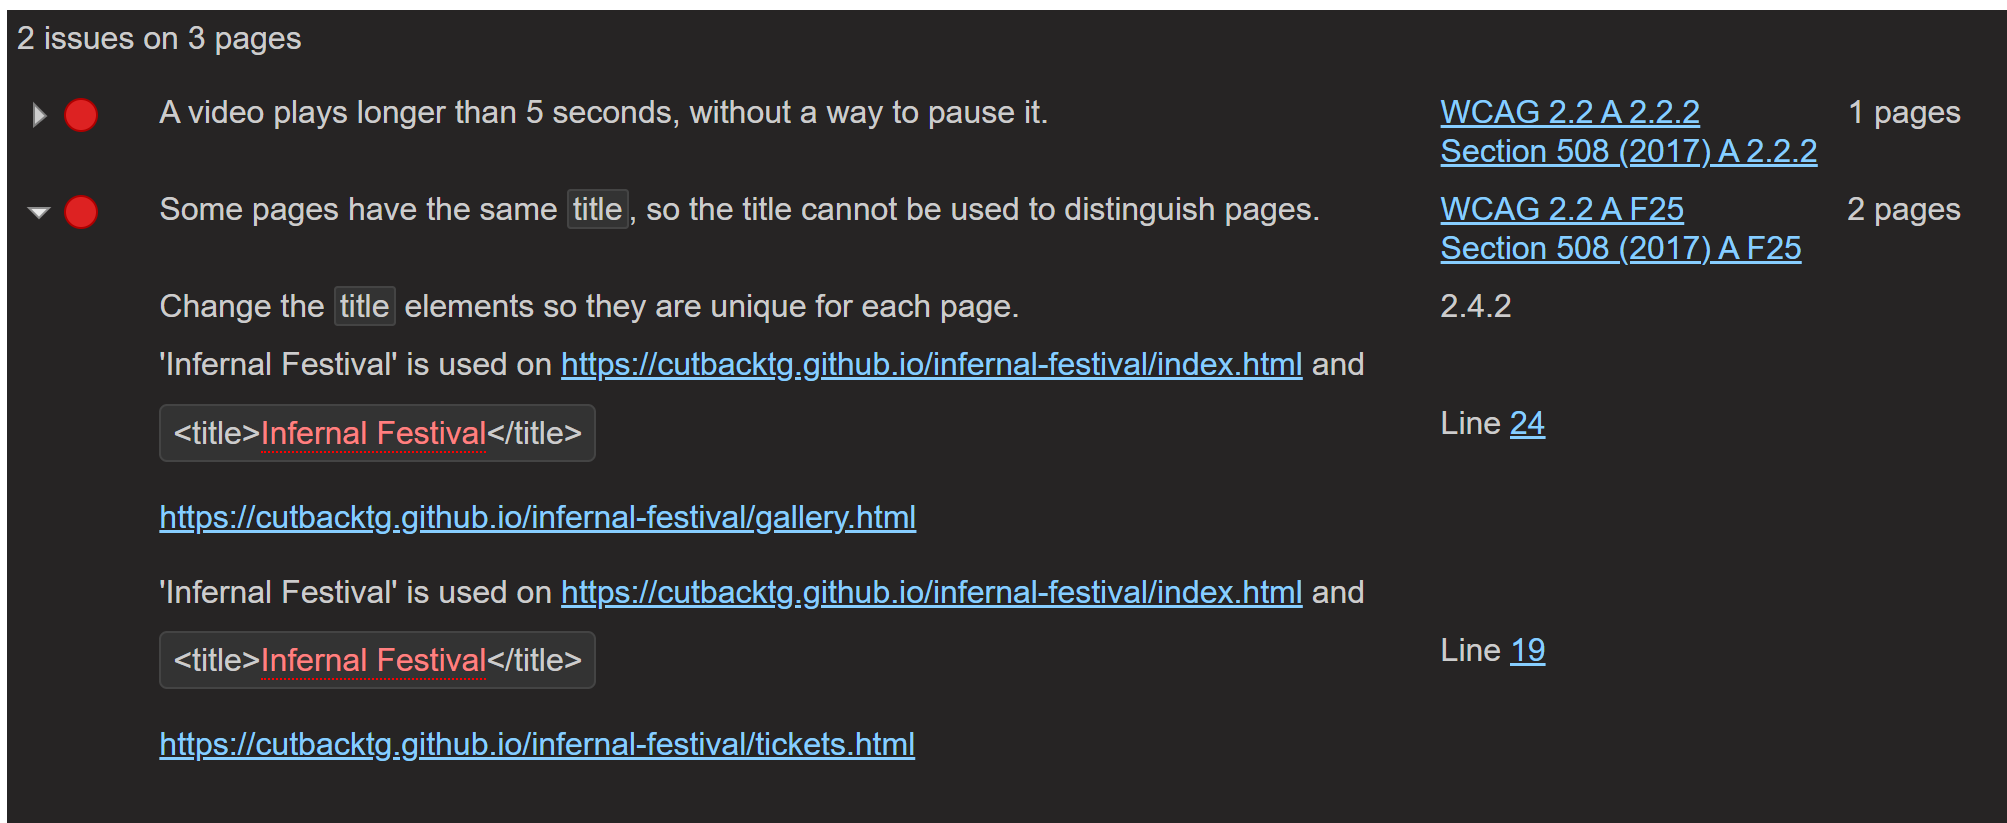 2 issues on 3 pages
A video plays longer than 5 seconds, without a way to pause it. WCAG 2.2 A 2.2.2 1 pages
Section 508 (2017) A 2.2.2
Some pages have the same title, so the title cannot be used to distinguish pages. WCAG 2.2 A F25 2 pages
Section 508 (2017) A F25
Change the title elements so they are unique for each page. 2.4.2
'Infernal Festival' is used on https://cutbacktg.github.io/infernal-festival/index.html and
<title>Infernal Festival</title> Line 24
https://cutbacktg.github.io/infernal-festival/gallery.html
'Infernal Festival' is used on https://cutbacktg.github.io/infernal-festival/index.html and
<title>Infernal Festival</title> Line 19
https://cutbacktg.github.io/infernal-festival/tickets.html